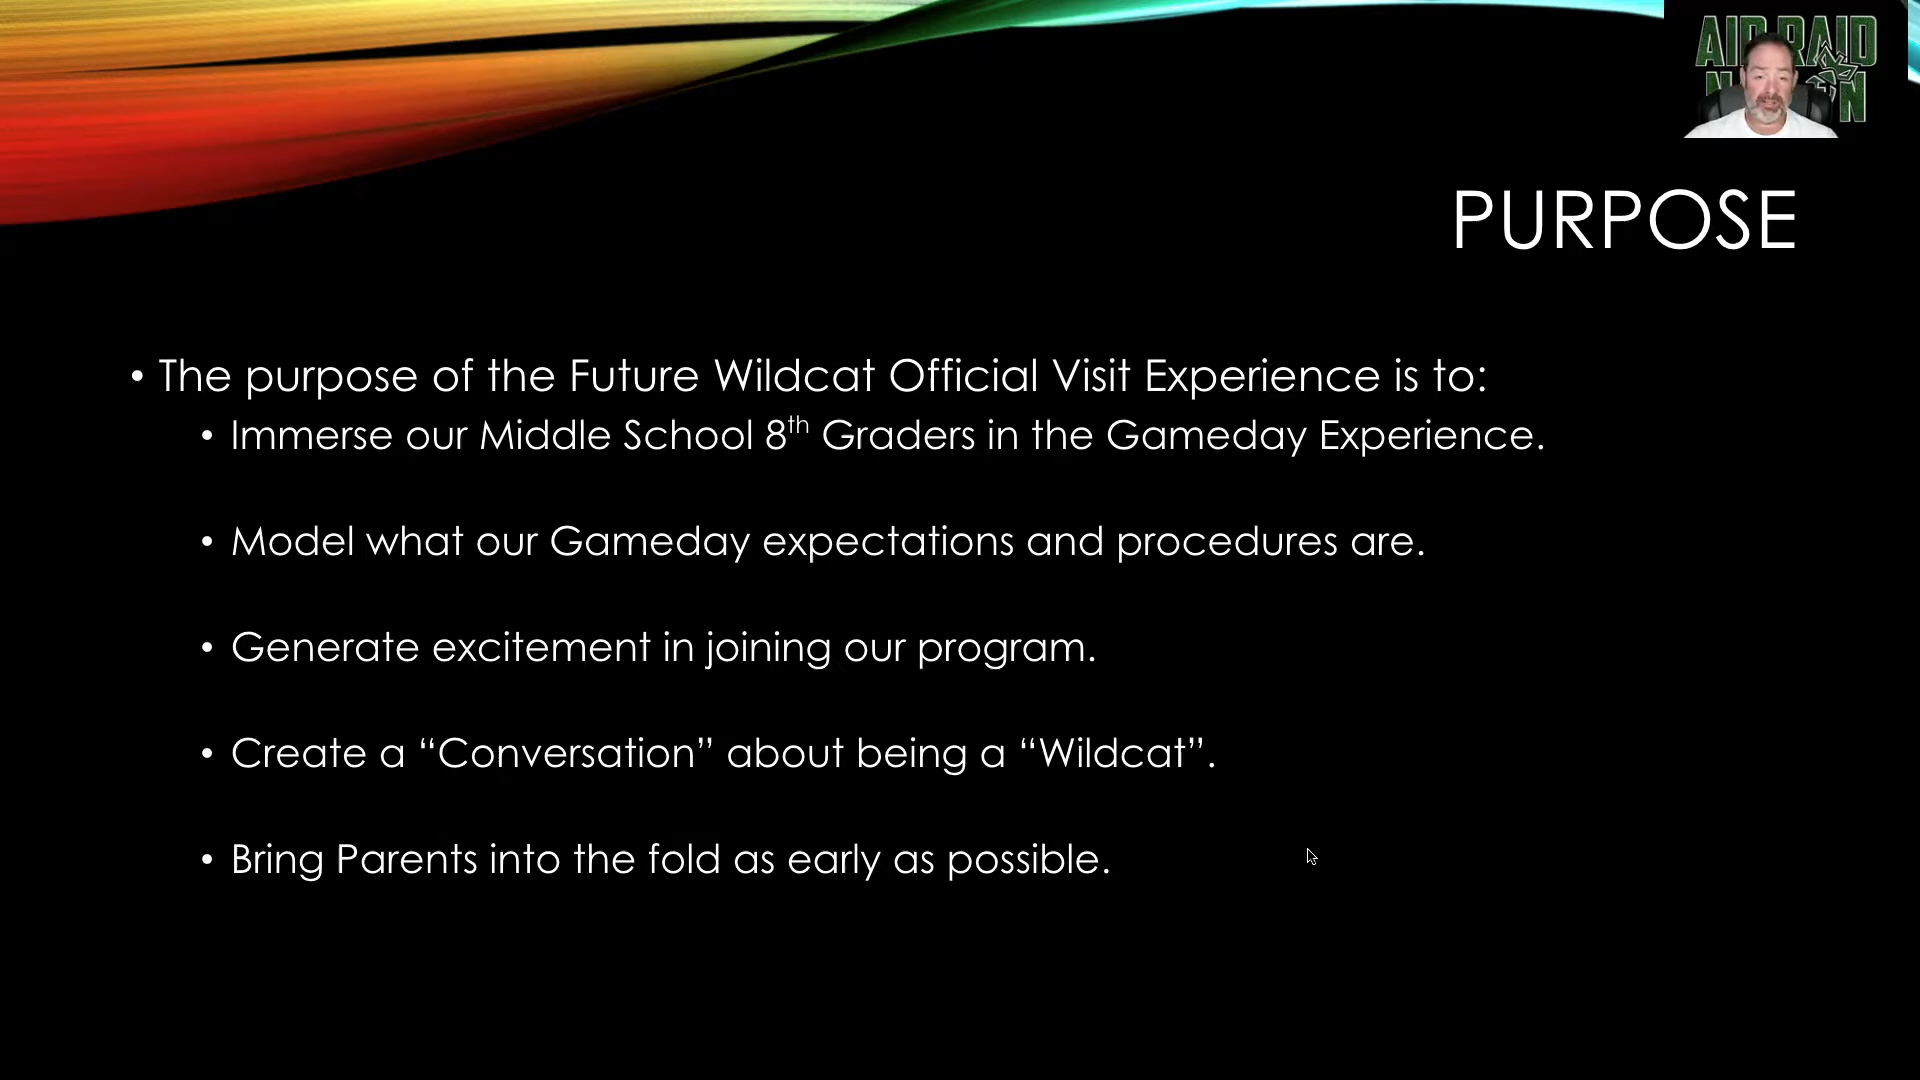 AIR RAID
N N
PURPOSE
• The purpose of the Future Wildcat Official Visit Experience is to:
• Immerse our Middle School 8th Graders in the Gameday Experience.
• Model what our Gameday expectations and procedures are.
• Generate excitement in joining our program.
• Create a “Conversation” about being a “Wildcat”.
• Bring Parents into the fold as early as possible.